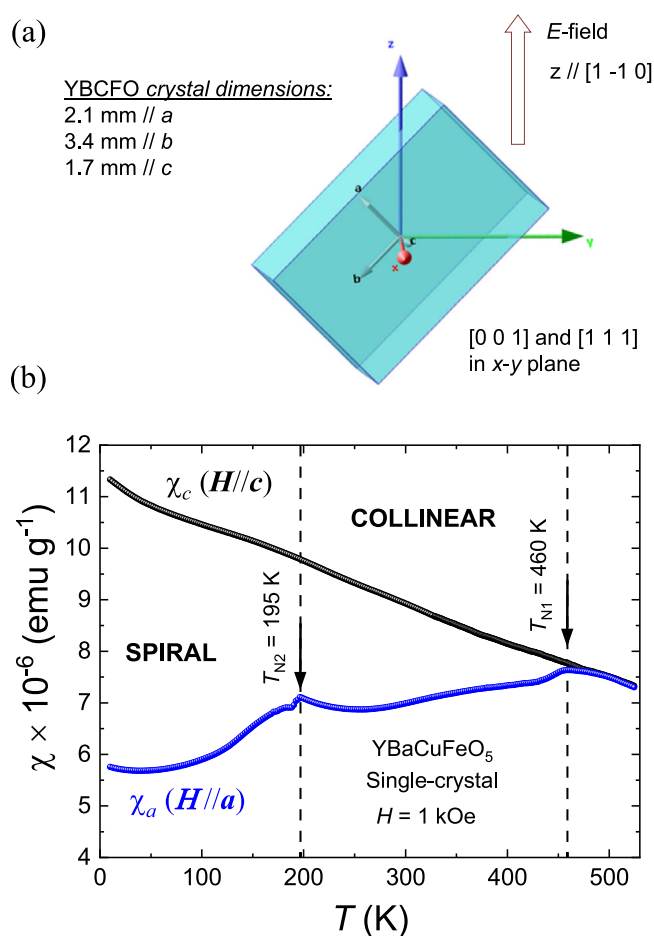 (a)
YBCFO crystal dimensions:
2.1 mm // a
3.4 mm // b
1.7 mm // c
z
E-field
z // [1 -1 0]
a
c
y
b
x
[0 0 1] and [1 1 1]
in x-y plane
(b)
12
11
10
9
8
7
6
5
4
χ × 10⁻⁶ (emu g⁻¹)
χc (H//c)
COLLINEAR
SPIRAL
TN2 = 195 K
TN1 = 460 K
χa (H//a)
YBaCuFeO₅
Single-crystal
H = 1 kOe
0 100 200 300 400 500
T (K)